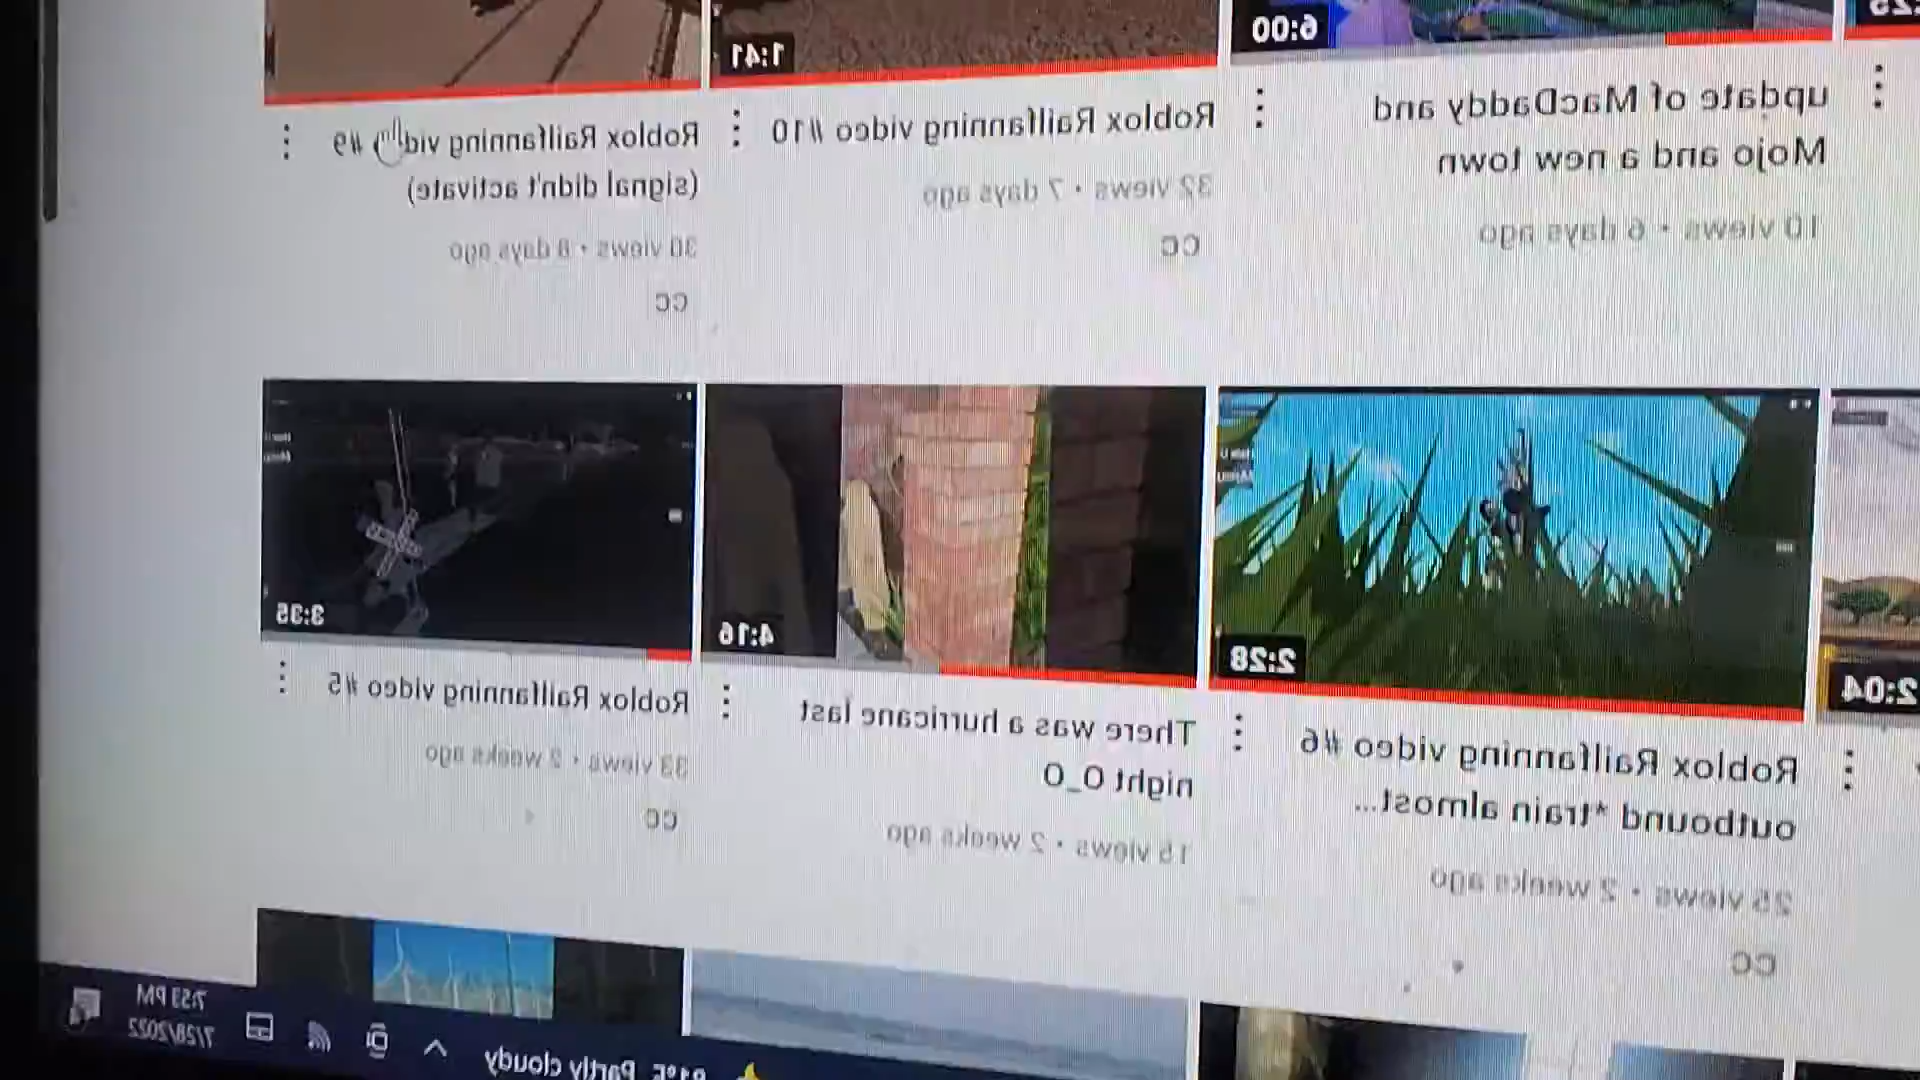 6:00
update of MacDaddy and
Mojo and a new town
10 views • 6 days ago
1:41
Roblox Railfanning video #10
32 views • 7 days ago
CC
Roblox Railfanning #9
(signal didn't activate)
30 views • 8 days ago
CC
2:04
2:28
Roblox Railfanning video #6
outbound *train almost...
25 views • 2 weeks ago
CC
4:16
There was a hurricane last
night O_O
15 views • 2 weeks ago
3:35
Roblox Railfanning video #5
33 views • 2 weeks ago
CC
Partly cloudy
7:53 PM
7/28/2022